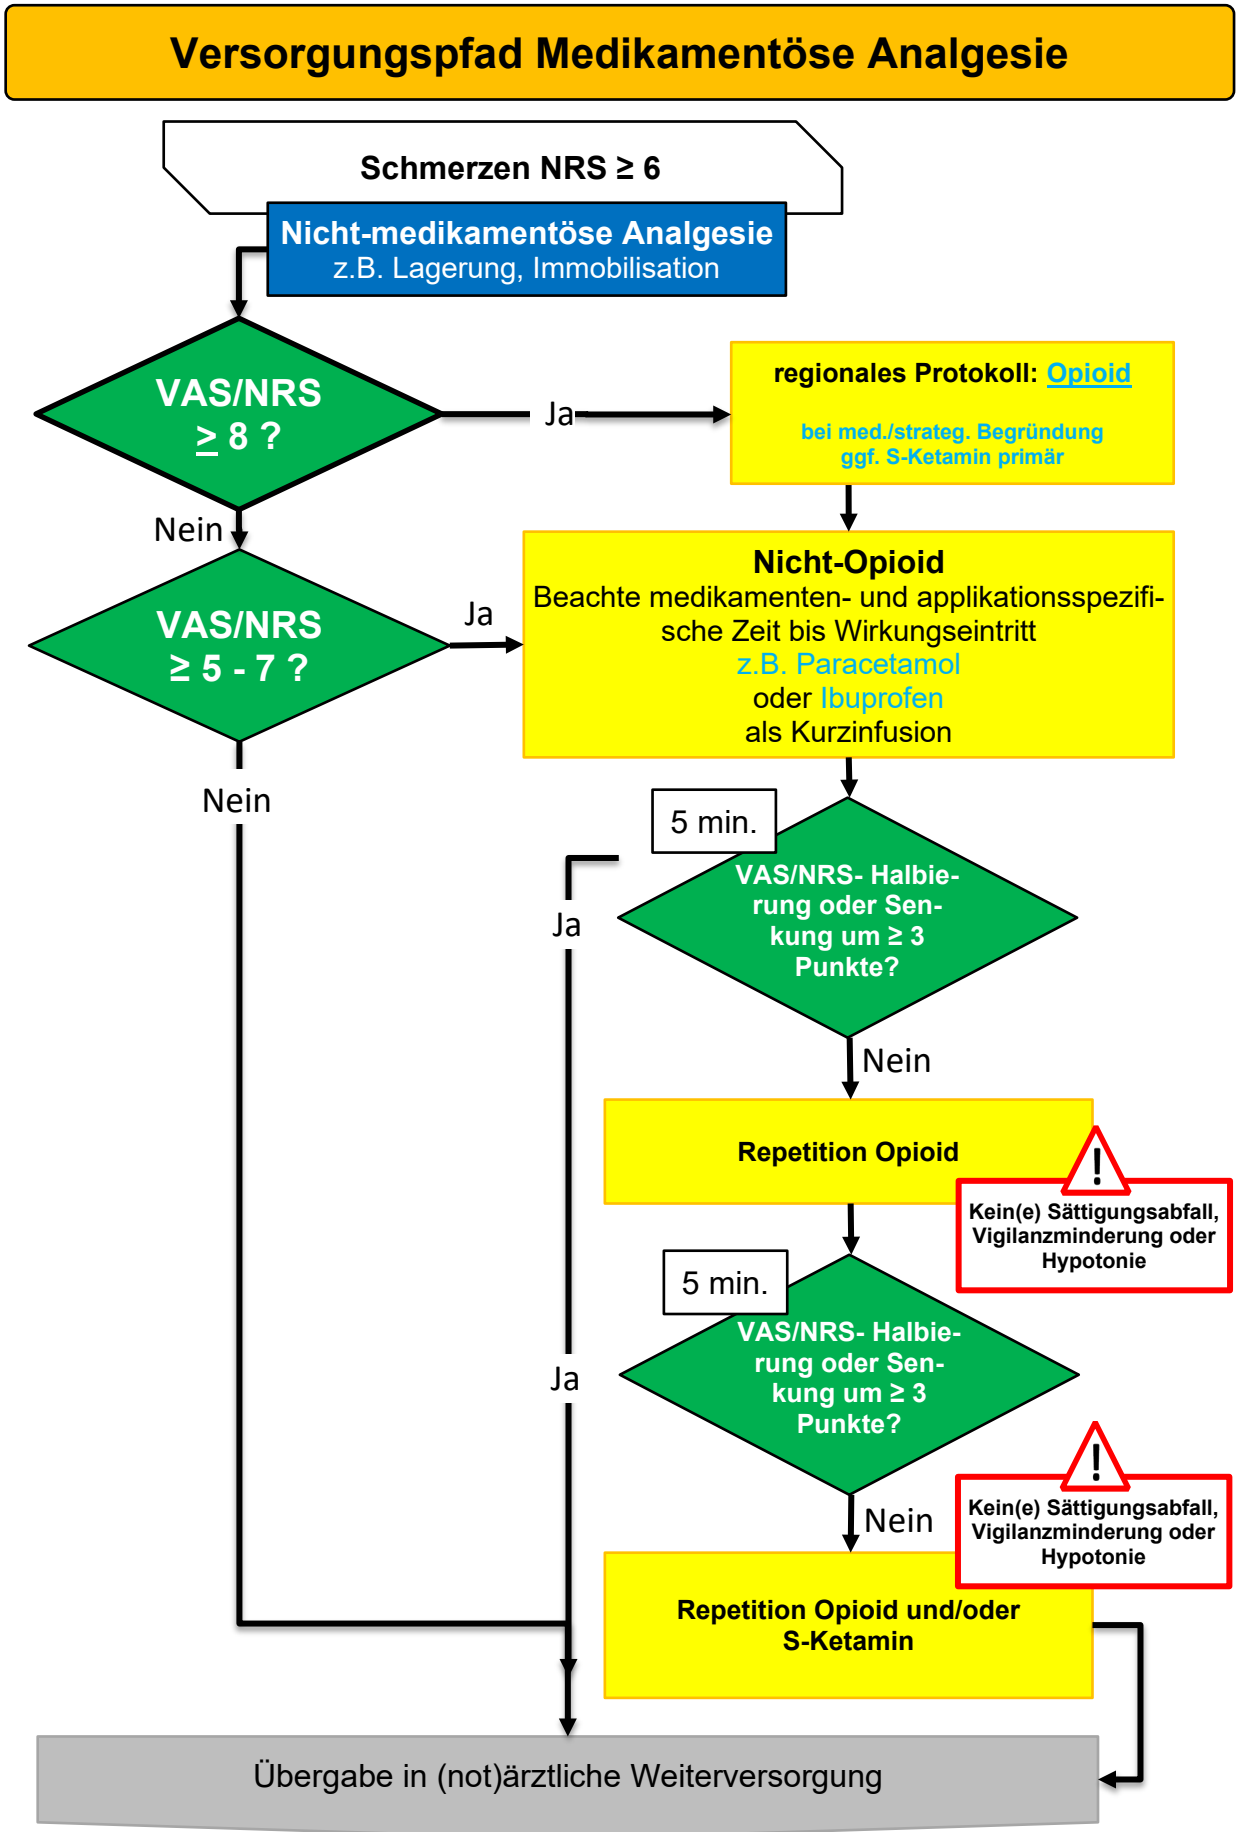 Versorgungspfad Medikamentöse Analgesie
Schmerzen NRS ≥ 6
Nicht-medikamentöse Analgesie
z.B. Lagerung, Immobilisation
VAS/NRS
≥ 8 ?
Ja
regionales Protokoll: Opioid
bei med./strateg. Begründung
ggf. S-Ketamin primär
Nein
VAS/NRS
≥ 5 - 7 ?
Ja
Nicht-Opioid
Beachte medikamenten- und applikationsspezifi-
sche Zeit bis Wirkungseintritt
z.B. Paracetamol
oder Ibuprofen
als Kurzinfusion
Nein
5 min.
VAS/NRS- Halbie-
rung oder Sen-
kung um ≥ 3
Punkte?
Ja
Nein
Repetition Opioid
!
Kein(e) Sättigungsabfall,
Vigilanzminderung oder
Hypotonie
5 min.
VAS/NRS- Halbie-
rung oder Sen-
kung um ≥ 3
Punkte?
Ja
Nein
!
Kein(e) Sättigungsabfall,
Vigilanzminderung oder
Hypotonie
Repetition Opioid und/oder
S-Ketamin
Übergabe in (not)ärztliche Weiterversorgung